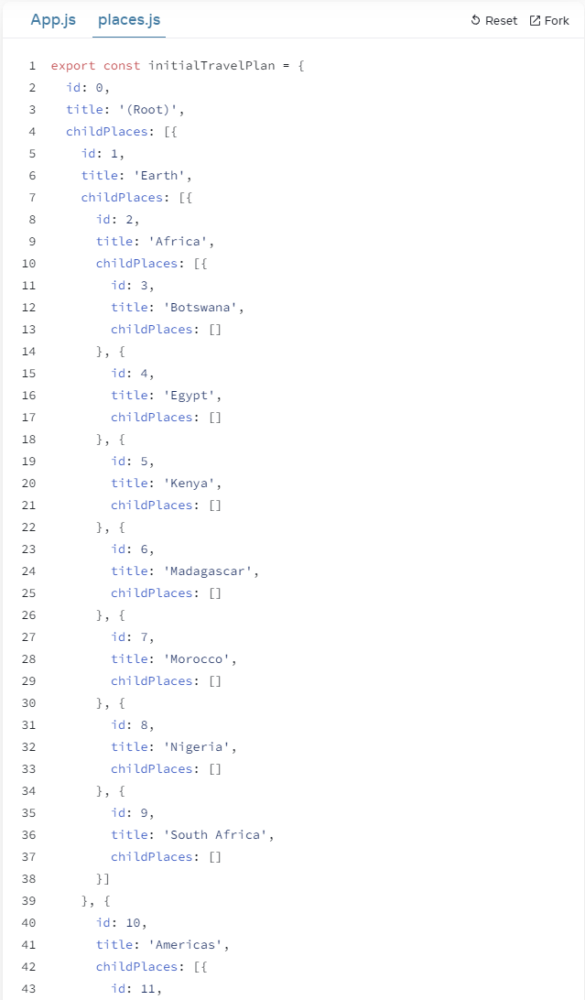 App.js places.js Reset Fork
1 export const initialTravelPlan = {
2 id: 0,
3 title: '(Root)',
4 childPlaces: [{
5 id: 1,
6 title: 'Earth',
7 childPlaces: [{
8 id: 2,
9 title: 'Africa',
10 childPlaces: [{
11 id: 3,
12 title: 'Botswana',
13 childPlaces: []
14 }, {
15 id: 4,
16 title: 'Egypt',
17 childPlaces: []
18 }, {
19 id: 5,
20 title: 'Kenya',
21 childPlaces: []
22 }, {
23 id: 6,
24 title: 'Madagascar',
25 childPlaces: []
26 }, {
27 id: 7,
28 title: 'Morocco',
29 childPlaces: []
30 }, {
31 id: 8,
32 title: 'Nigeria',
33 childPlaces: []
34 }, {
35 id: 9,
36 title: 'South Africa',
37 childPlaces: []
38 }]
39 }, {
40 id: 10,
41 title: 'Americas',
42 childPlaces: [{
43 id: 11,